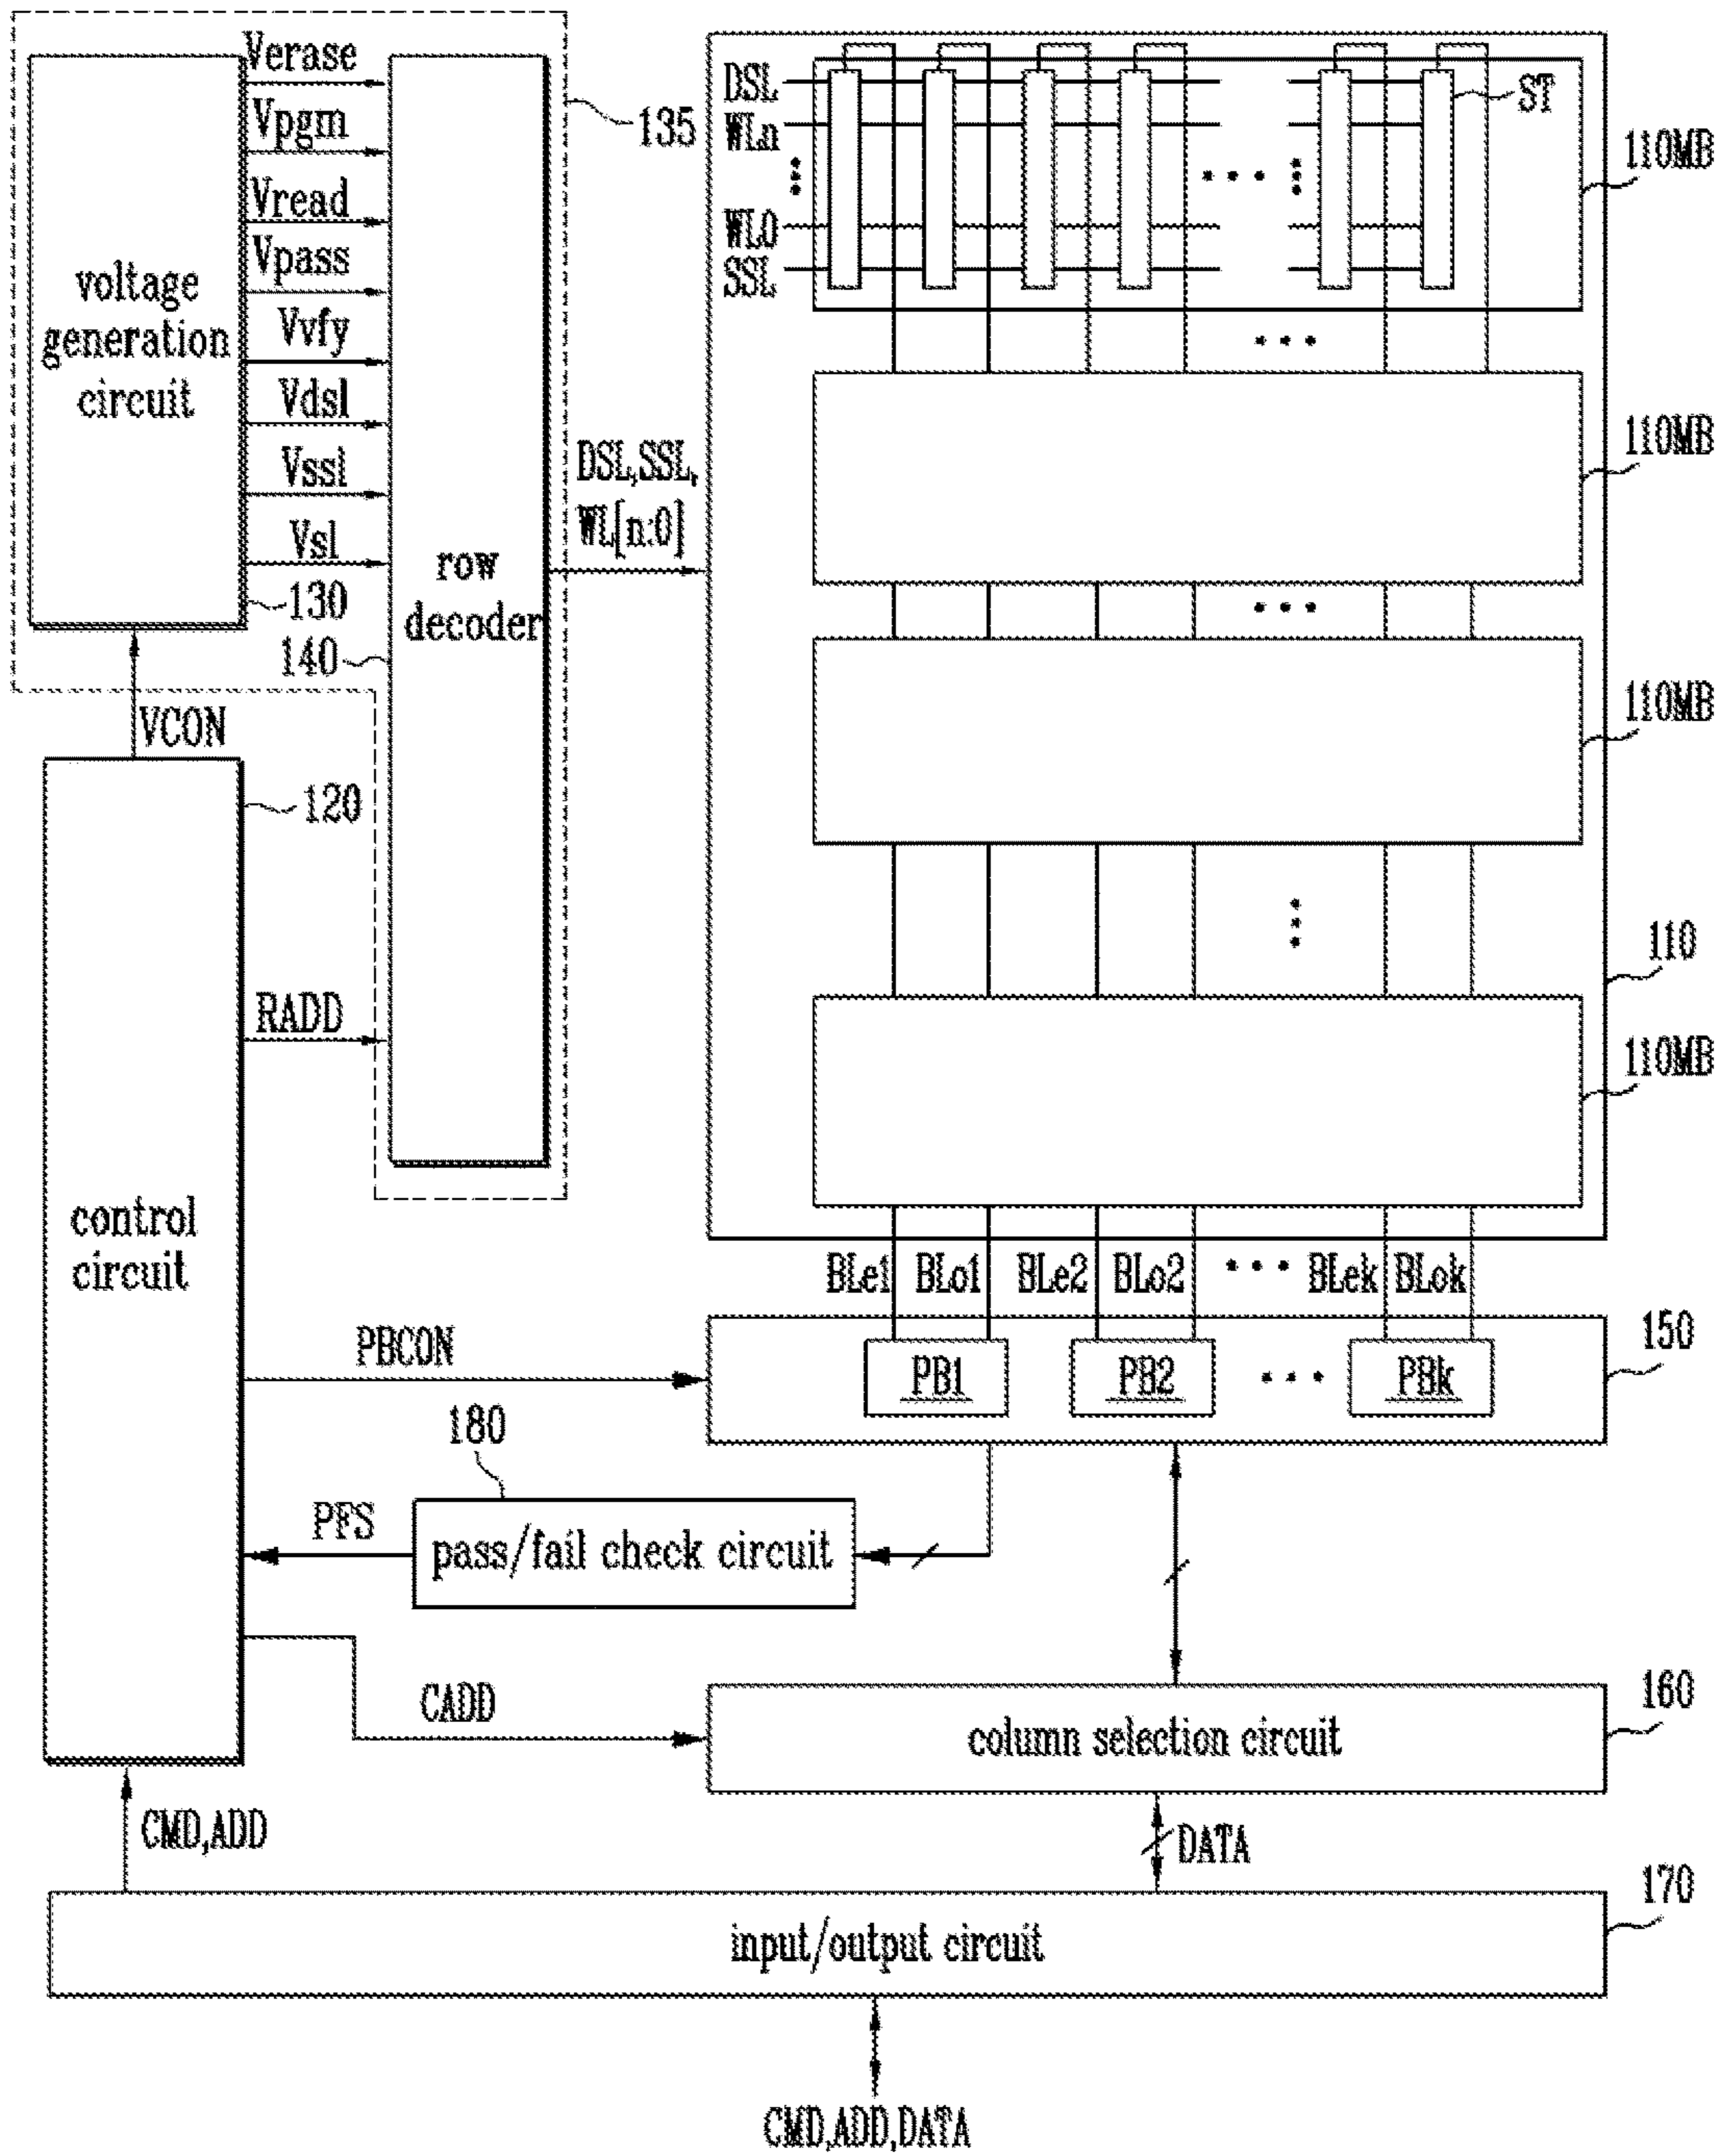 Verase
Vpgm
Vread
Vpass
Vvfy
Vdsl
Vssl
Vsl
voltage
generation
circuit
130
135
row
decoder
140
DSL,SSL,
WL[n:0]
DSL
WLn
WL0
SSL
ST
110MB
110MB
110MB
110
110MB
VCON
120
control
circuit
RADD
BLe1
BLo1
BLe2
BLo2
BLek
BLok
PBCON
PB1
PB2
PBk
150
180
PFS
pass/fail check circuit
CADD
column selection circuit
160
CMD,ADD
DATA
170
input/output circuit
CMD,ADD,DATA